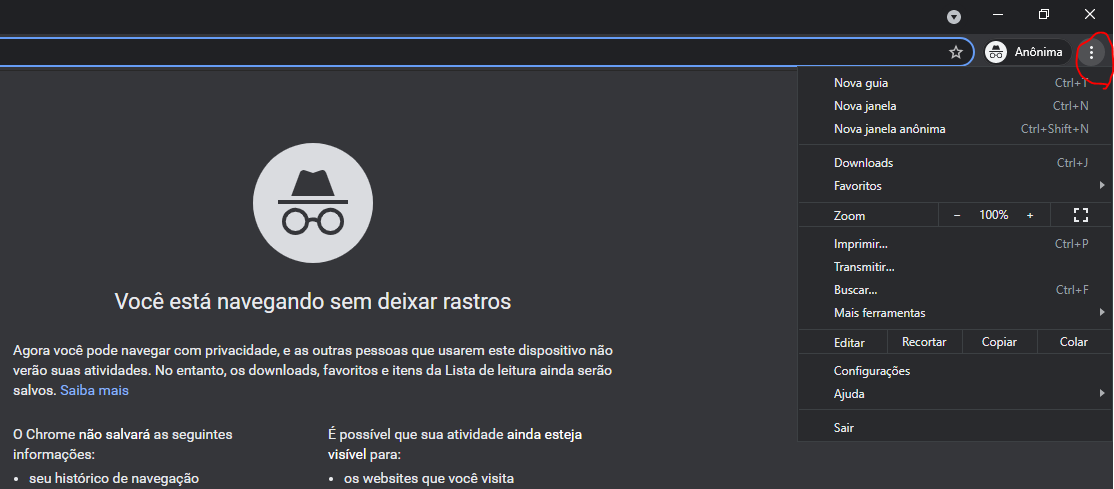 Anônima
Nova guia Ctrl+T
Nova janela Ctrl+N
Nova janela anônima Ctrl+Shift+N
Downloads Ctrl+J
Favoritos
Zoom - 100% +
Imprimir... Ctrl+P
Transmitir...
Buscar... Ctrl+F
Mais ferramentas
Editar Recortar Copiar Colar
Configurações
Ajuda
Sair
Você está navegando sem deixar rastros
Agora você pode navegar com privacidade, e as outras pessoas que usarem este dispositivo não
verão suas atividades. No entanto, os downloads, favoritos e itens da Lista de leitura ainda serão
salvos. Saiba mais
O Chrome não salvará as seguintes
informações:
• seu histórico de navegação
É possível que sua atividade ainda esteja
visível para:
• os websites que você visita